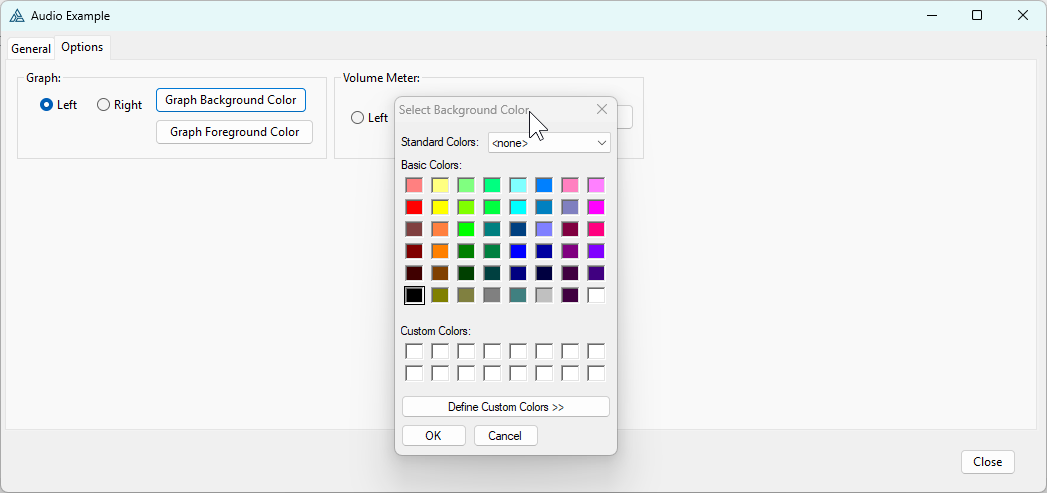 Audio Example
General
Options
Graph:
Left
Right
Graph Background Color
Graph Foreground Color
Volume Meter:
Left
Select Background Color
Standard Colors:
<none>
Basic Colors:
Custom Colors:
Define Custom Colors >>
OK
Cancel
Close